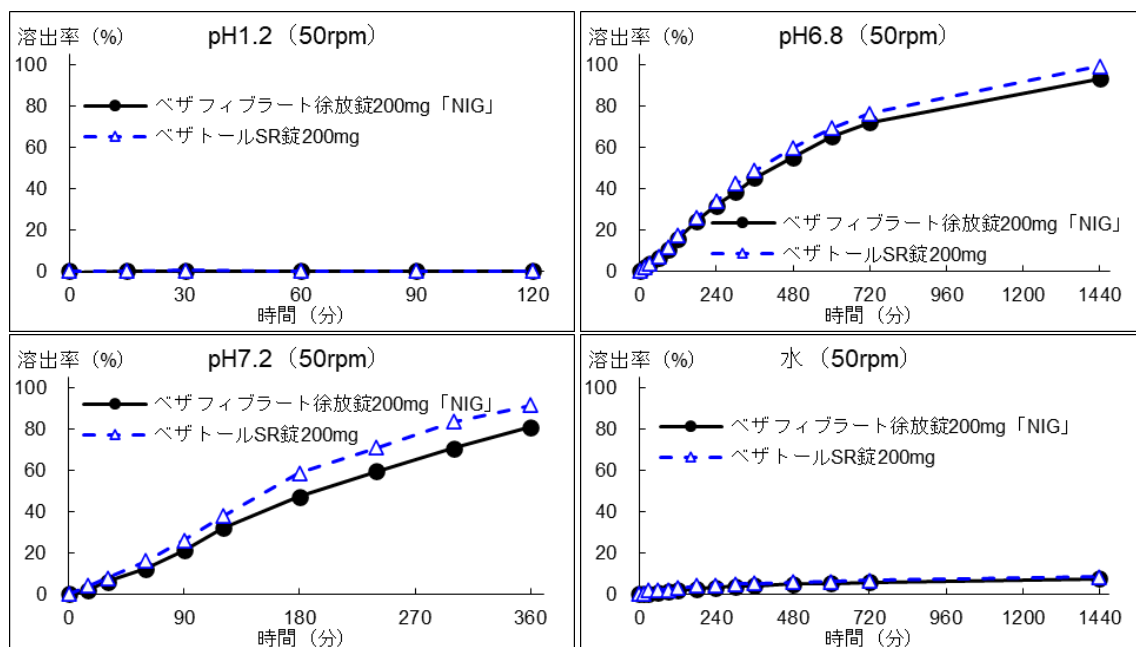 溶出率（%） pH1.2（50rpm）
100
80
60
40
20
0
ベザフィブラート徐放錠200mg「NIG」
ベザトールSR錠200mg
0 30 60 90 120
時間（分）
溶出率（%） pH6.8（50rpm）
100
80
60
40
20
0
ベザフィブラート徐放錠200mg「NIG」
ベザトールSR錠200mg
0 240 480 720 960 1200 1440
時間（分）
溶出率（%） pH7.2（50rpm）
100
80
60
40
20
0
ベザフィブラート徐放錠200mg「NIG」
ベザトールSR錠200mg
0 90 180 270 360
時間（分）
溶出率（%） 水（50rpm）
100
80
60
40
20
0
ベザフィブラート徐放錠200mg「NIG」
ベザトールSR錠200mg
0 240 480 720 960 1200 1440
時間（分）